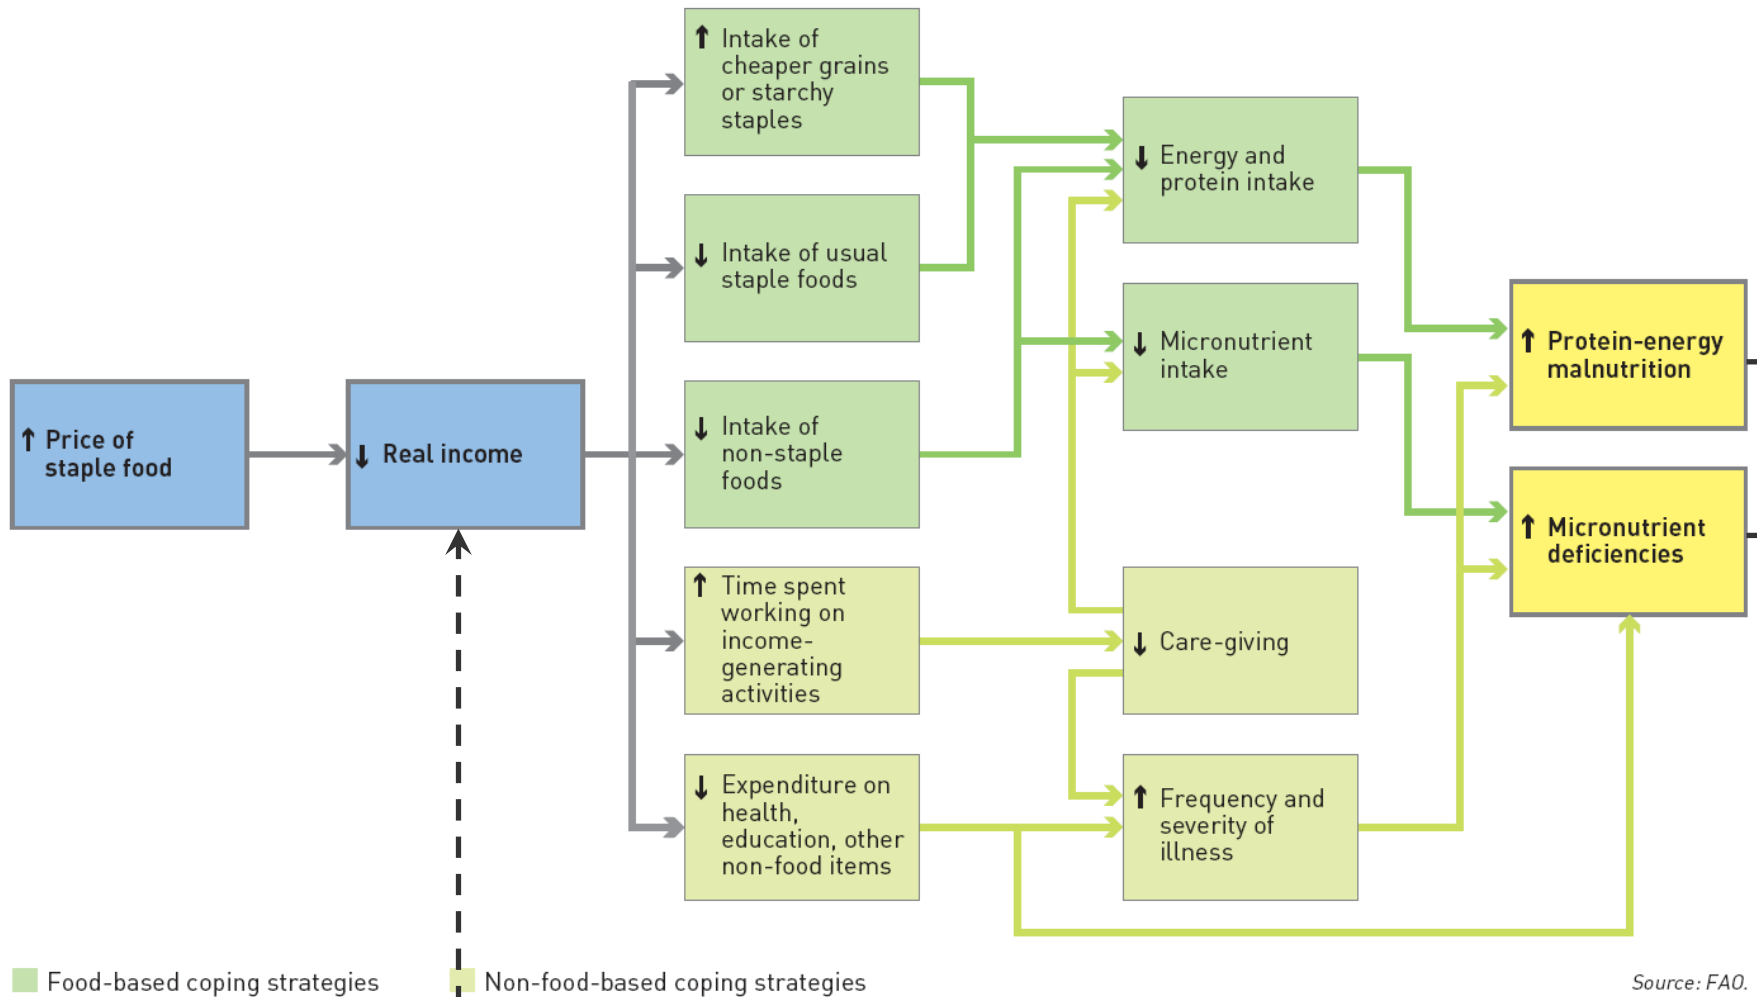 ↑ Intake of
cheaper grains
or starchy
staples
↓ Intake of usual
staple foods
↓ Intake of
non-staple
foods
↑ Time spent
working on
income-
generating
activities
↓ Expenditure on
health,
education, other
non-food items
↑ Price of
staple food
↓ Real income
↓ Energy and
protein intake
↓ Micronutrient
intake
↓ Care-giving
↑ Frequency and
severity of
illness
↑ Protein-energy
malnutrition
↑ Micronutrient
deficiencies
Food-based coping strategies
Non-food-based coping strategies
Source: FAO.